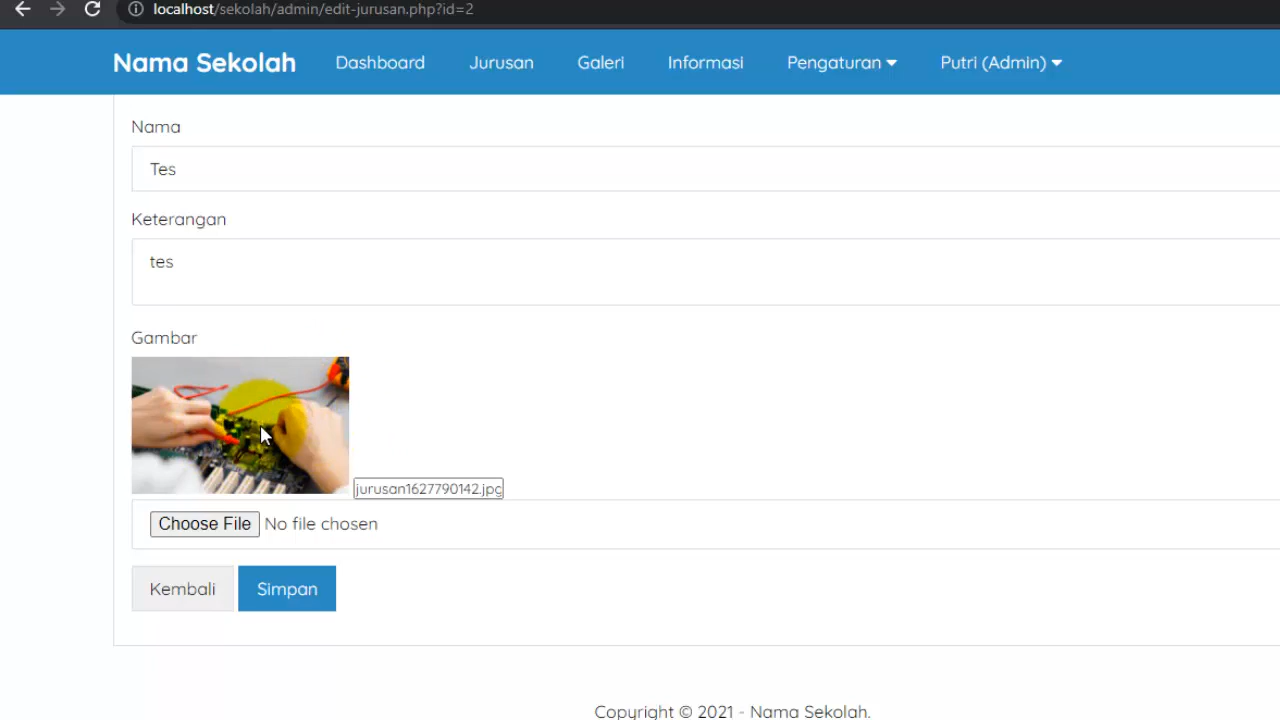 localhost/sekolah/admin/edit-jurusan.php?id=2
Nama Sekolah Dashboard Jurusan Galeri Informasi Pengaturan Putri (Admin)
Nama
Tes
Keterangan
tes
Gambar
jurusan1627790142.jpg
Choose File No file chosen
Kembali Simpan
Copyright © 2021 - Nama Sekolah.